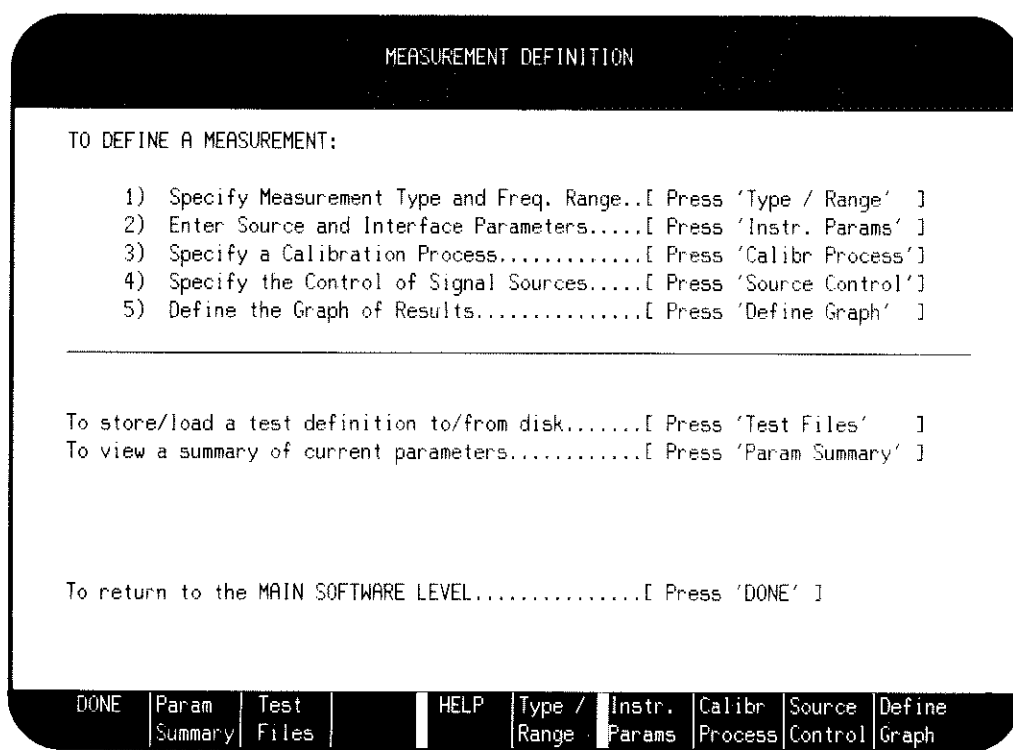 MEASUREMENT DEFINITION
TO DEFINE A MEASUREMENT:
1) Specify Measurement Type and Freq. Range..[ Press 'Type / Range' ]
2) Enter Source and Interface Parameters.....[ Press 'Instr. Params' ]
3) Specify a Calibration Process.............[ Press 'Calibr Process']
4) Specify the Control of Signal Sources.....[ Press 'Source Control']
5) Define the Graph of Results...............[ Press 'Define Graph' ]
To store/load a test definition to/from disk.......[ Press 'Test Files' ]
To view a summary of current parameters............[ Press 'Param Summary' ]
To return to the MAIN SOFTWARE LEVEL...............[ Press 'DONE' ]
DONE Param Test HELP Type / Instr. Calibr Source Define
Summary Files Range Params Process Control Graph